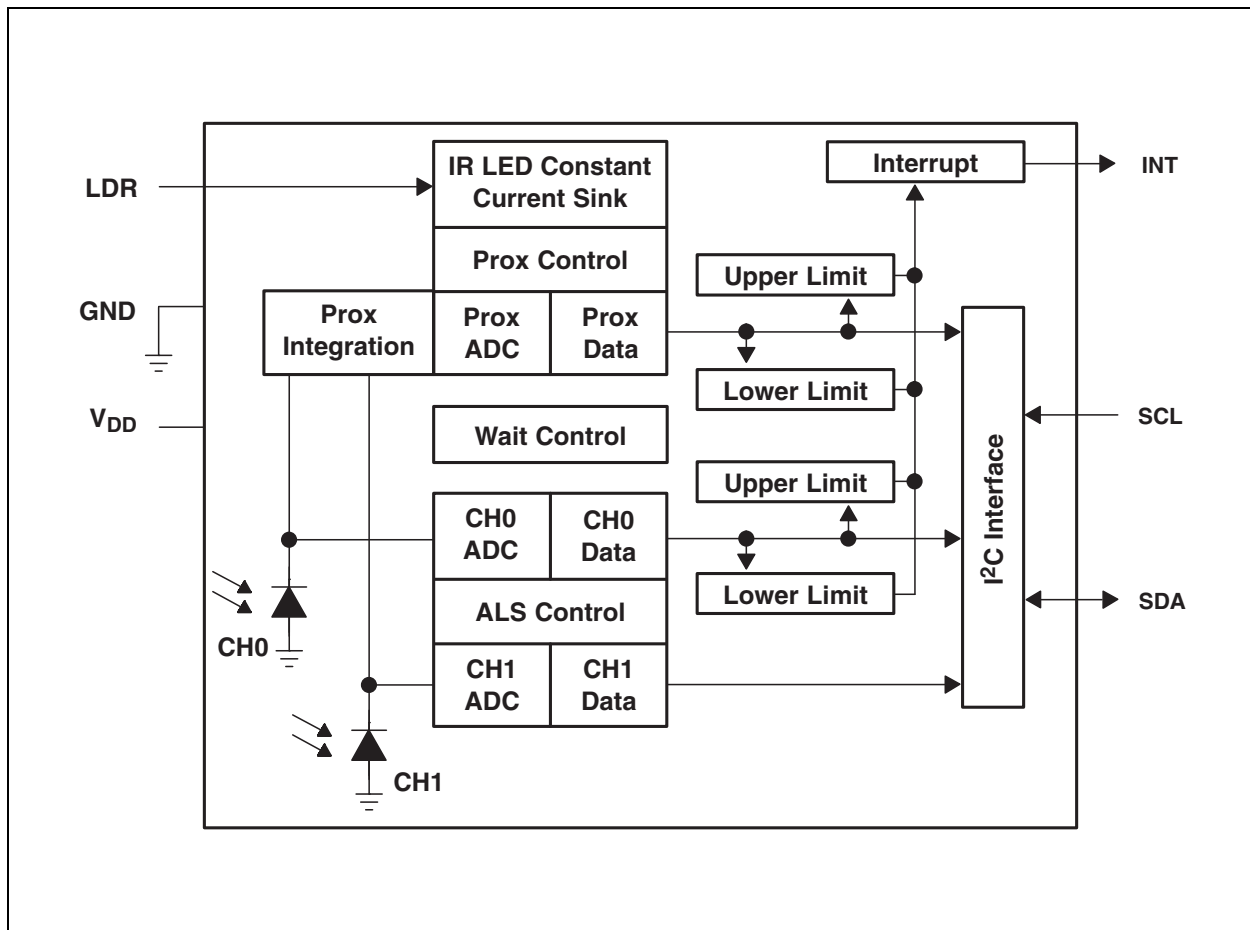 IR LED Constant
Current Sink
Interrupt
INT
LDR
Prox Control
Upper Limit
GND
Prox
Integration
Prox
ADC
Prox
Data
Lower Limit
V_DD
SCL
Wait Control
Upper Limit
CH0
ADC
CH0
Data
I²C Interface
Lower Limit
SDA
ALS Control
CH0
CH1
ADC
CH1
Data
CH1